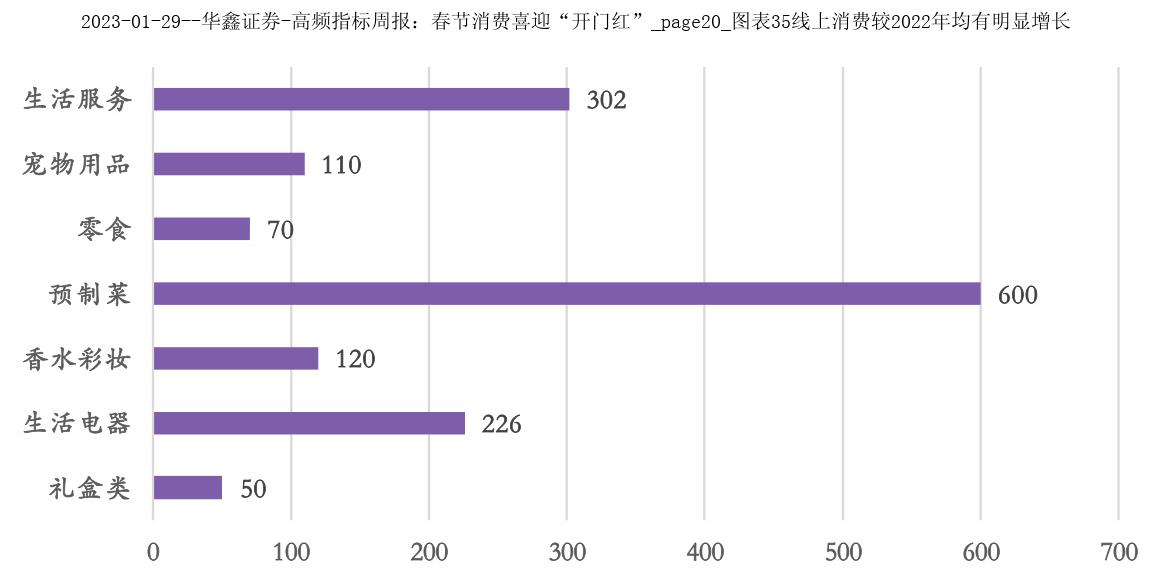 2023-01-29--华鑫证券-高频指标周报：春节消费喜迎“开门红”_page20_图表35线上消费较2022年均有明显增长
生活服务 302
宠物用品 110
零食 70
预制菜 600
香水彩妆 120
生活电器 226
礼盒类 50
0 100 200 300 400 500 600 700